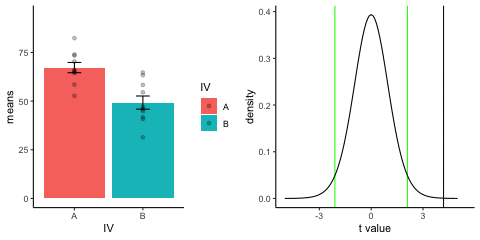 means
75
50
25
0
A
B
IV
IV
A
B
density
0.4
0.3
0.2
0.1
0.0
-3
0
3
t value